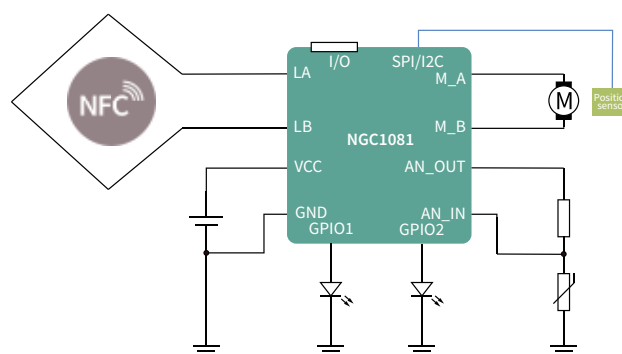 I/O
SPI/I2C
LA
M_A
NFC
M
LB
M_B
NGC1081
VCC
AN_OUT
GND
AN_IN
GPIO1
GPIO2